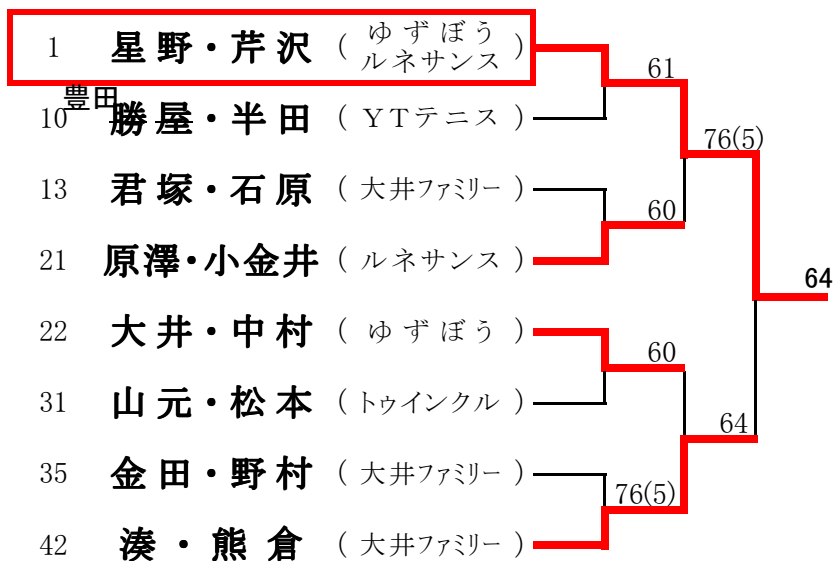 1 星野・芹沢 (ゆずぼう
ルネサンス)
61
豊田
10 勝屋・半田 (YTテニス)
76(5)
13 君塚・石原 (大井ファミリー)
60
21 原澤・小金井 (ルネサンス)
64
22 大井・中村 (ゆずぼう)
60
31 山元・松本 (トゥインクル)
64
35 金田・野村 (大井ファミリー)
76(5)
42 湊・熊倉 (大井ファミリー)